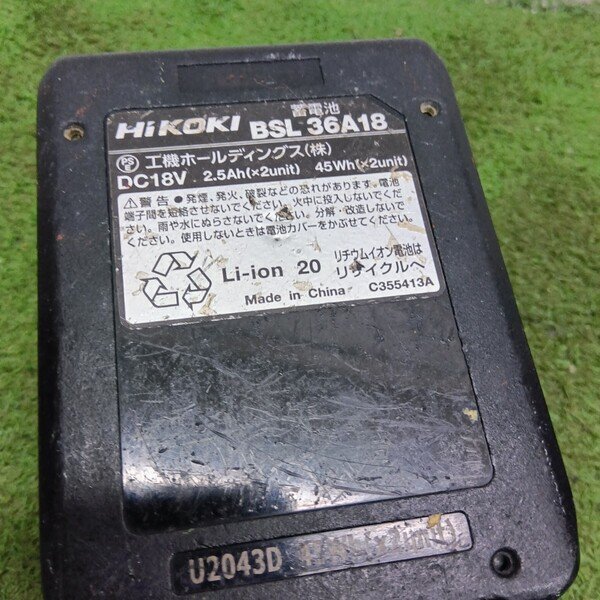 蓄電池
HiKOKI BSL 36A18
PS E 工機ホールディングス(株)
DC18V 2.5Ah(×2unit) 45Wh(×2unit)
⚠警告 ●発煙、発火、破裂などの恐れがあります。電池
端子間を短絡させないでください。火中に投入しないでくだ
さい。雨や水にぬらさないでください。分解・改造しないで
ください。使用しないときは電池カバーをかぶせてください。
Li-ion 20 リチウムイオン電池は
リサイクルへ
Made in China C355413A
U2043D